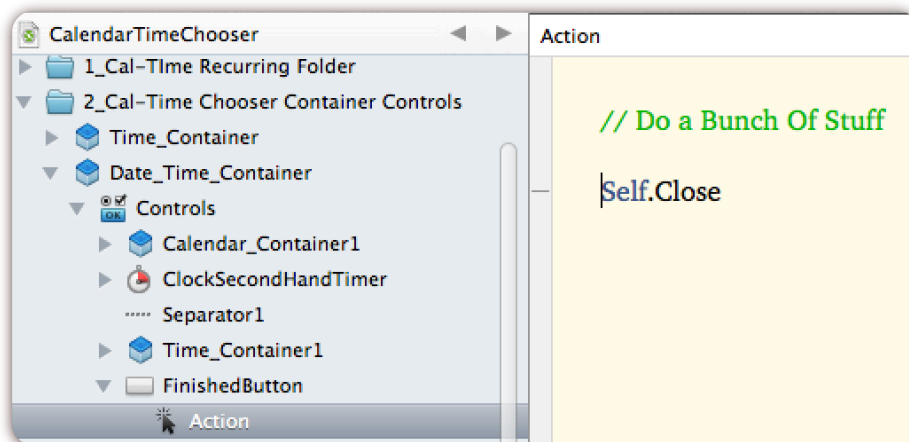 CalendarTimeChooser
1_Cal-TIme Recurring Folder
2_Cal-Time Chooser Container Controls
Time_Container
Date_Time_Container
OK
Controls
Calendar_Container1
ClockSecondHandTimer
Separator1
Time_Container1
FinishedButton
Action
Action
// Do a Bunch Of Stuff
Self.Close